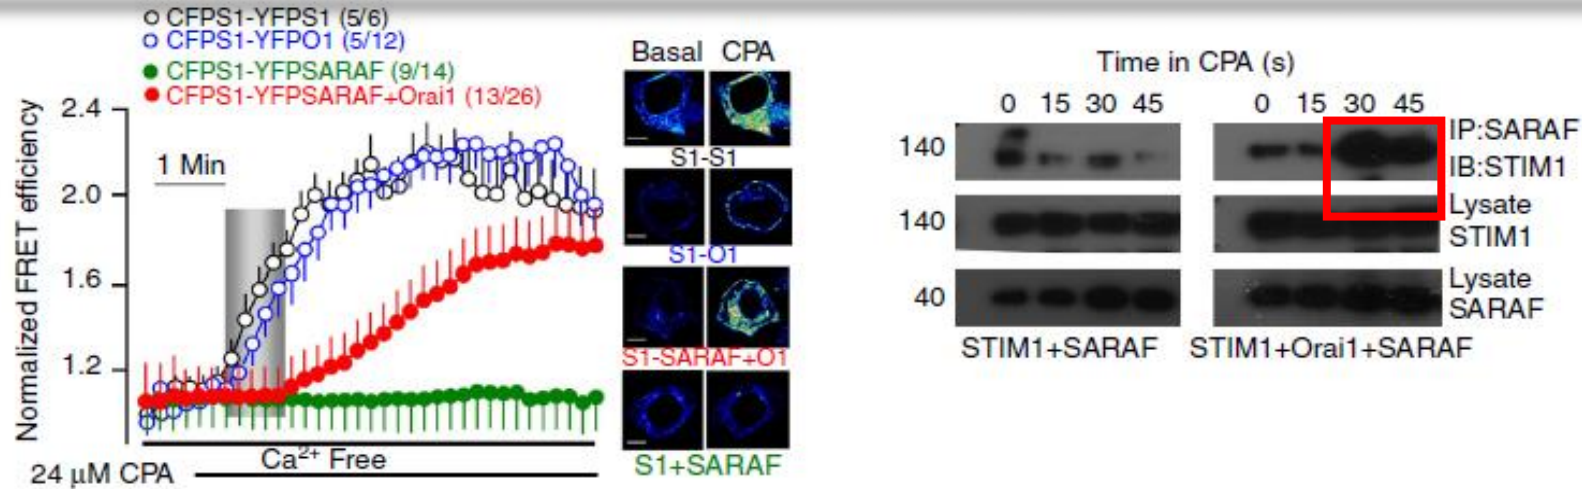 CFPS1-YFPS1 (5/6)
CFPS1-YFPO1 (5/12)
CFPS1-YFPSARAF (9/14)
CFPS1-YFPSARAF+Orai1 (13/26)
Normalized FRET efficiency
2.4
2.0
1.6
1.2
1 Min
Ca²⁺ Free
24 µM CPA
Basal CPA
S1-S1
S1-O1
S1-SARAF+O1
S1+SARAF
Time in CPA (s)
0 15 30 45 0 15 30 45
140
IP:SARAF
IB:STIM1
140
Lysate
STIM1
40
Lysate
SARAF
STIM1+SARAF STIM1+Orai1+SARAF